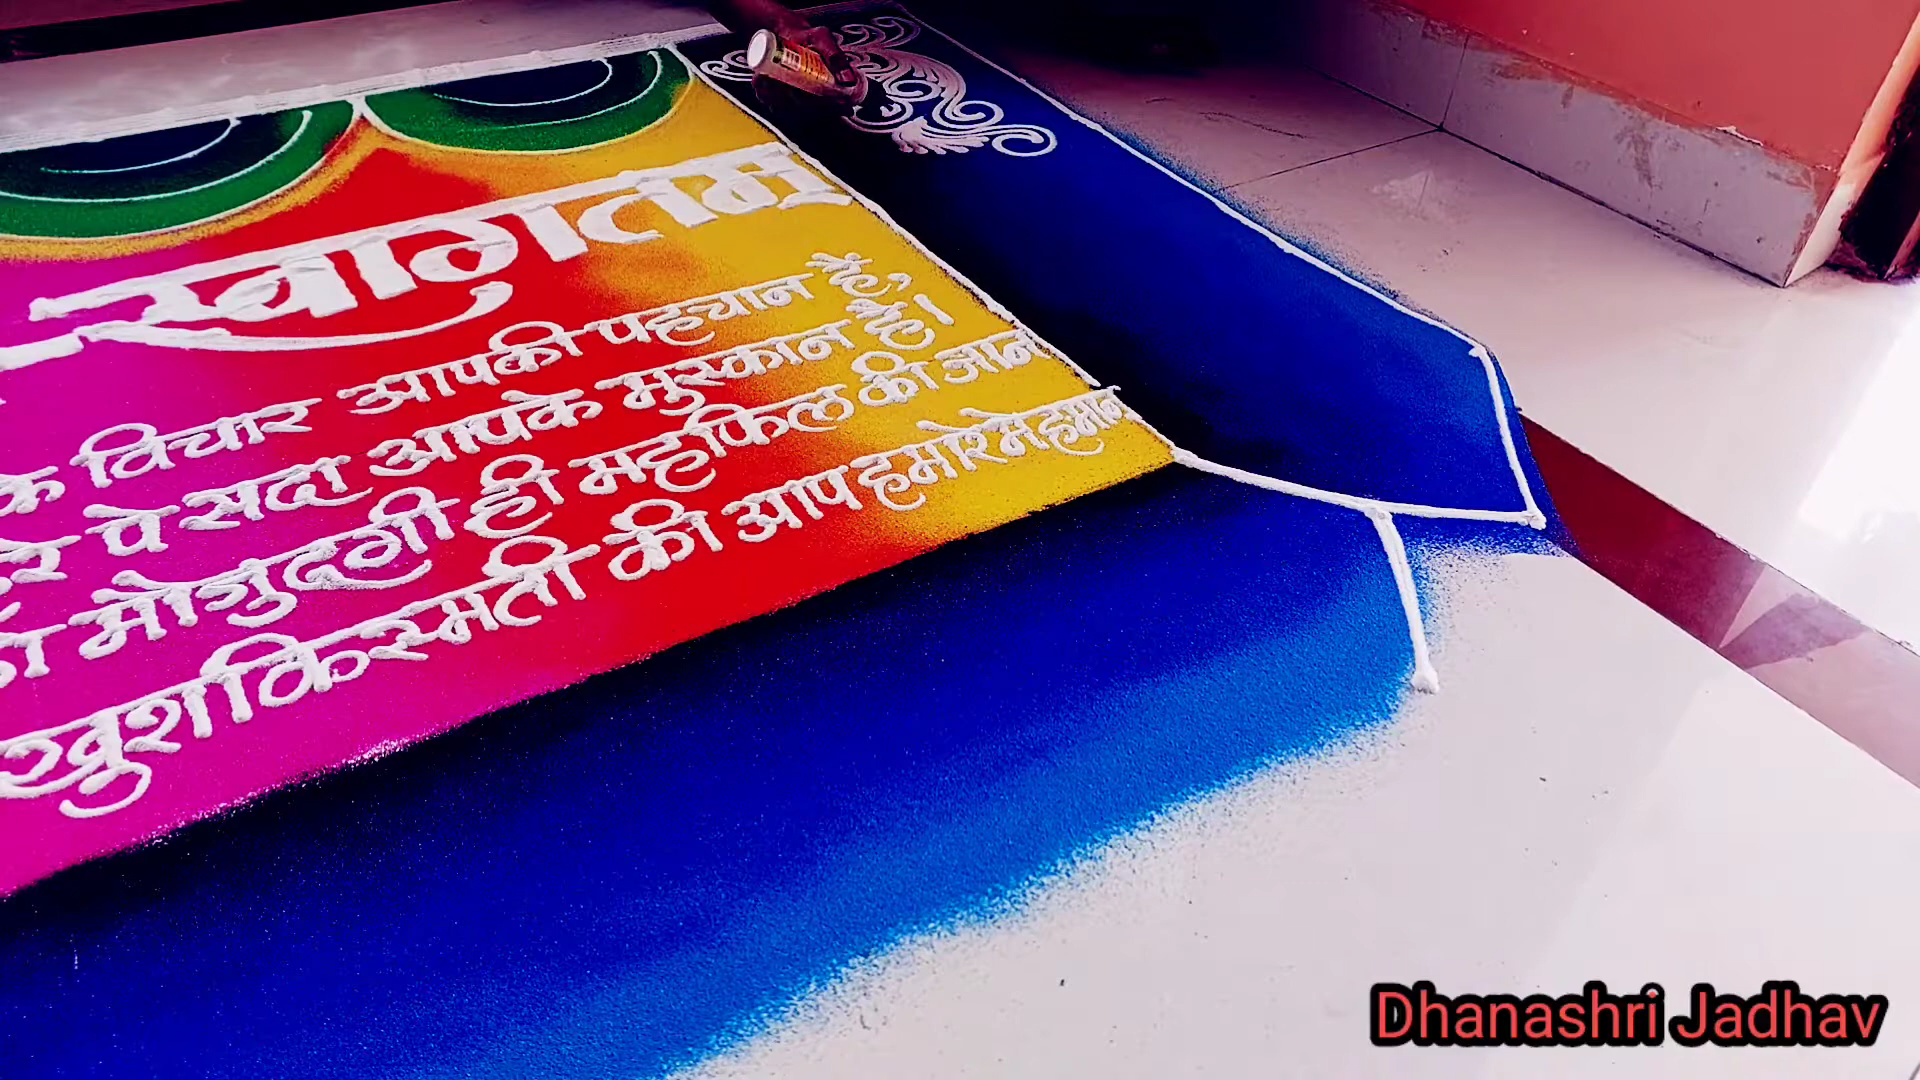 स्वागतम
के विचार आपकी पहचान है,
पे सदा आपके मुस्कान है।
मोजुदगी ही महफिल की जान
खुशकिस्मती की आप हमारे मेहमान
Dhanashri Jadhav